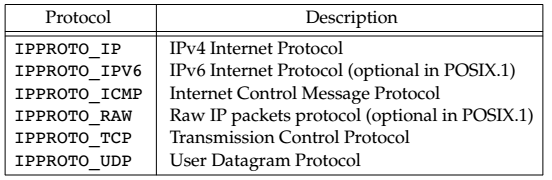 Protocol Description
IPPROTO_IP IPv4 Internet Protocol
IPPROTO_IPV6 IPv6 Internet Protocol (optional in POSIX.1)
IPPROTO_ICMP Internet Control Message Protocol
IPPROTO_RAW Raw IP packets protocol (optional in POSIX.1)
IPPROTO_TCP Transmission Control Protocol
IPPROTO_UDP User Datagram Protocol